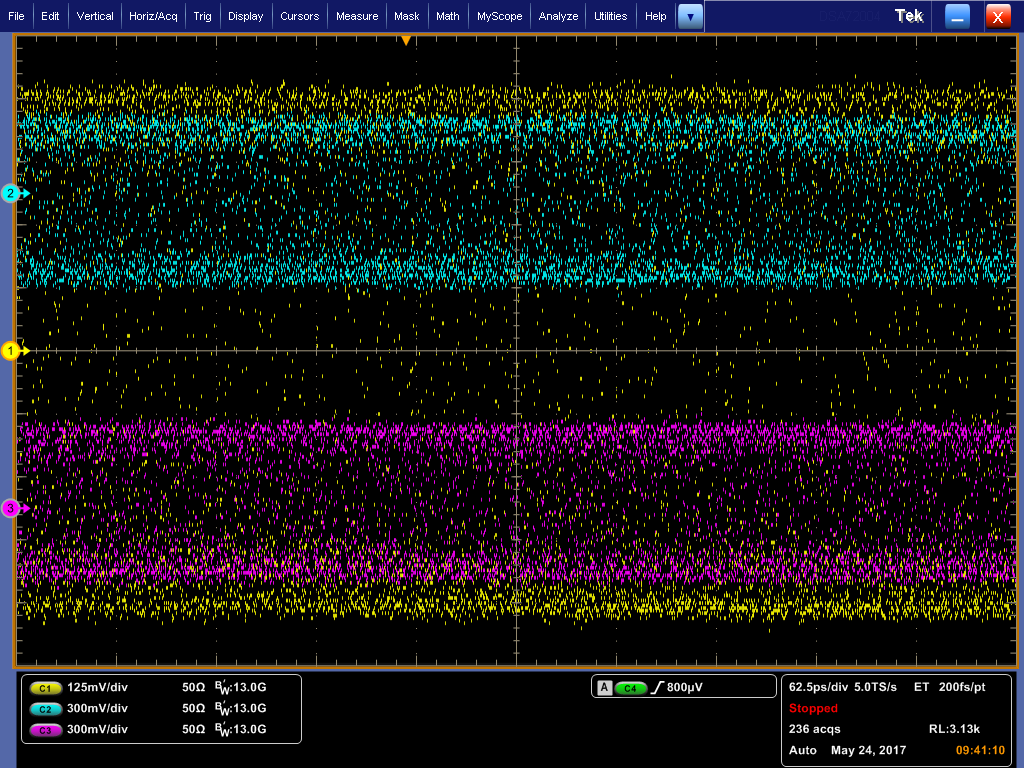 File Edit Vertical Horiz/Acq Trig Display Cursors Measure Mask Math MyScope Analyze Utilities Help Tek X
2
1
3
C1 125mV/div 50Ω BW:13.0G
C2 300mV/div 50Ω BW:13.0G
C3 300mV/div 50Ω BW:13.0G
A C4 800µV
62.5ps/div 5.0TS/s ET 200fs/pt
Stopped
236 acqs RL:3.13k
Auto May 24, 2017 09:41:10